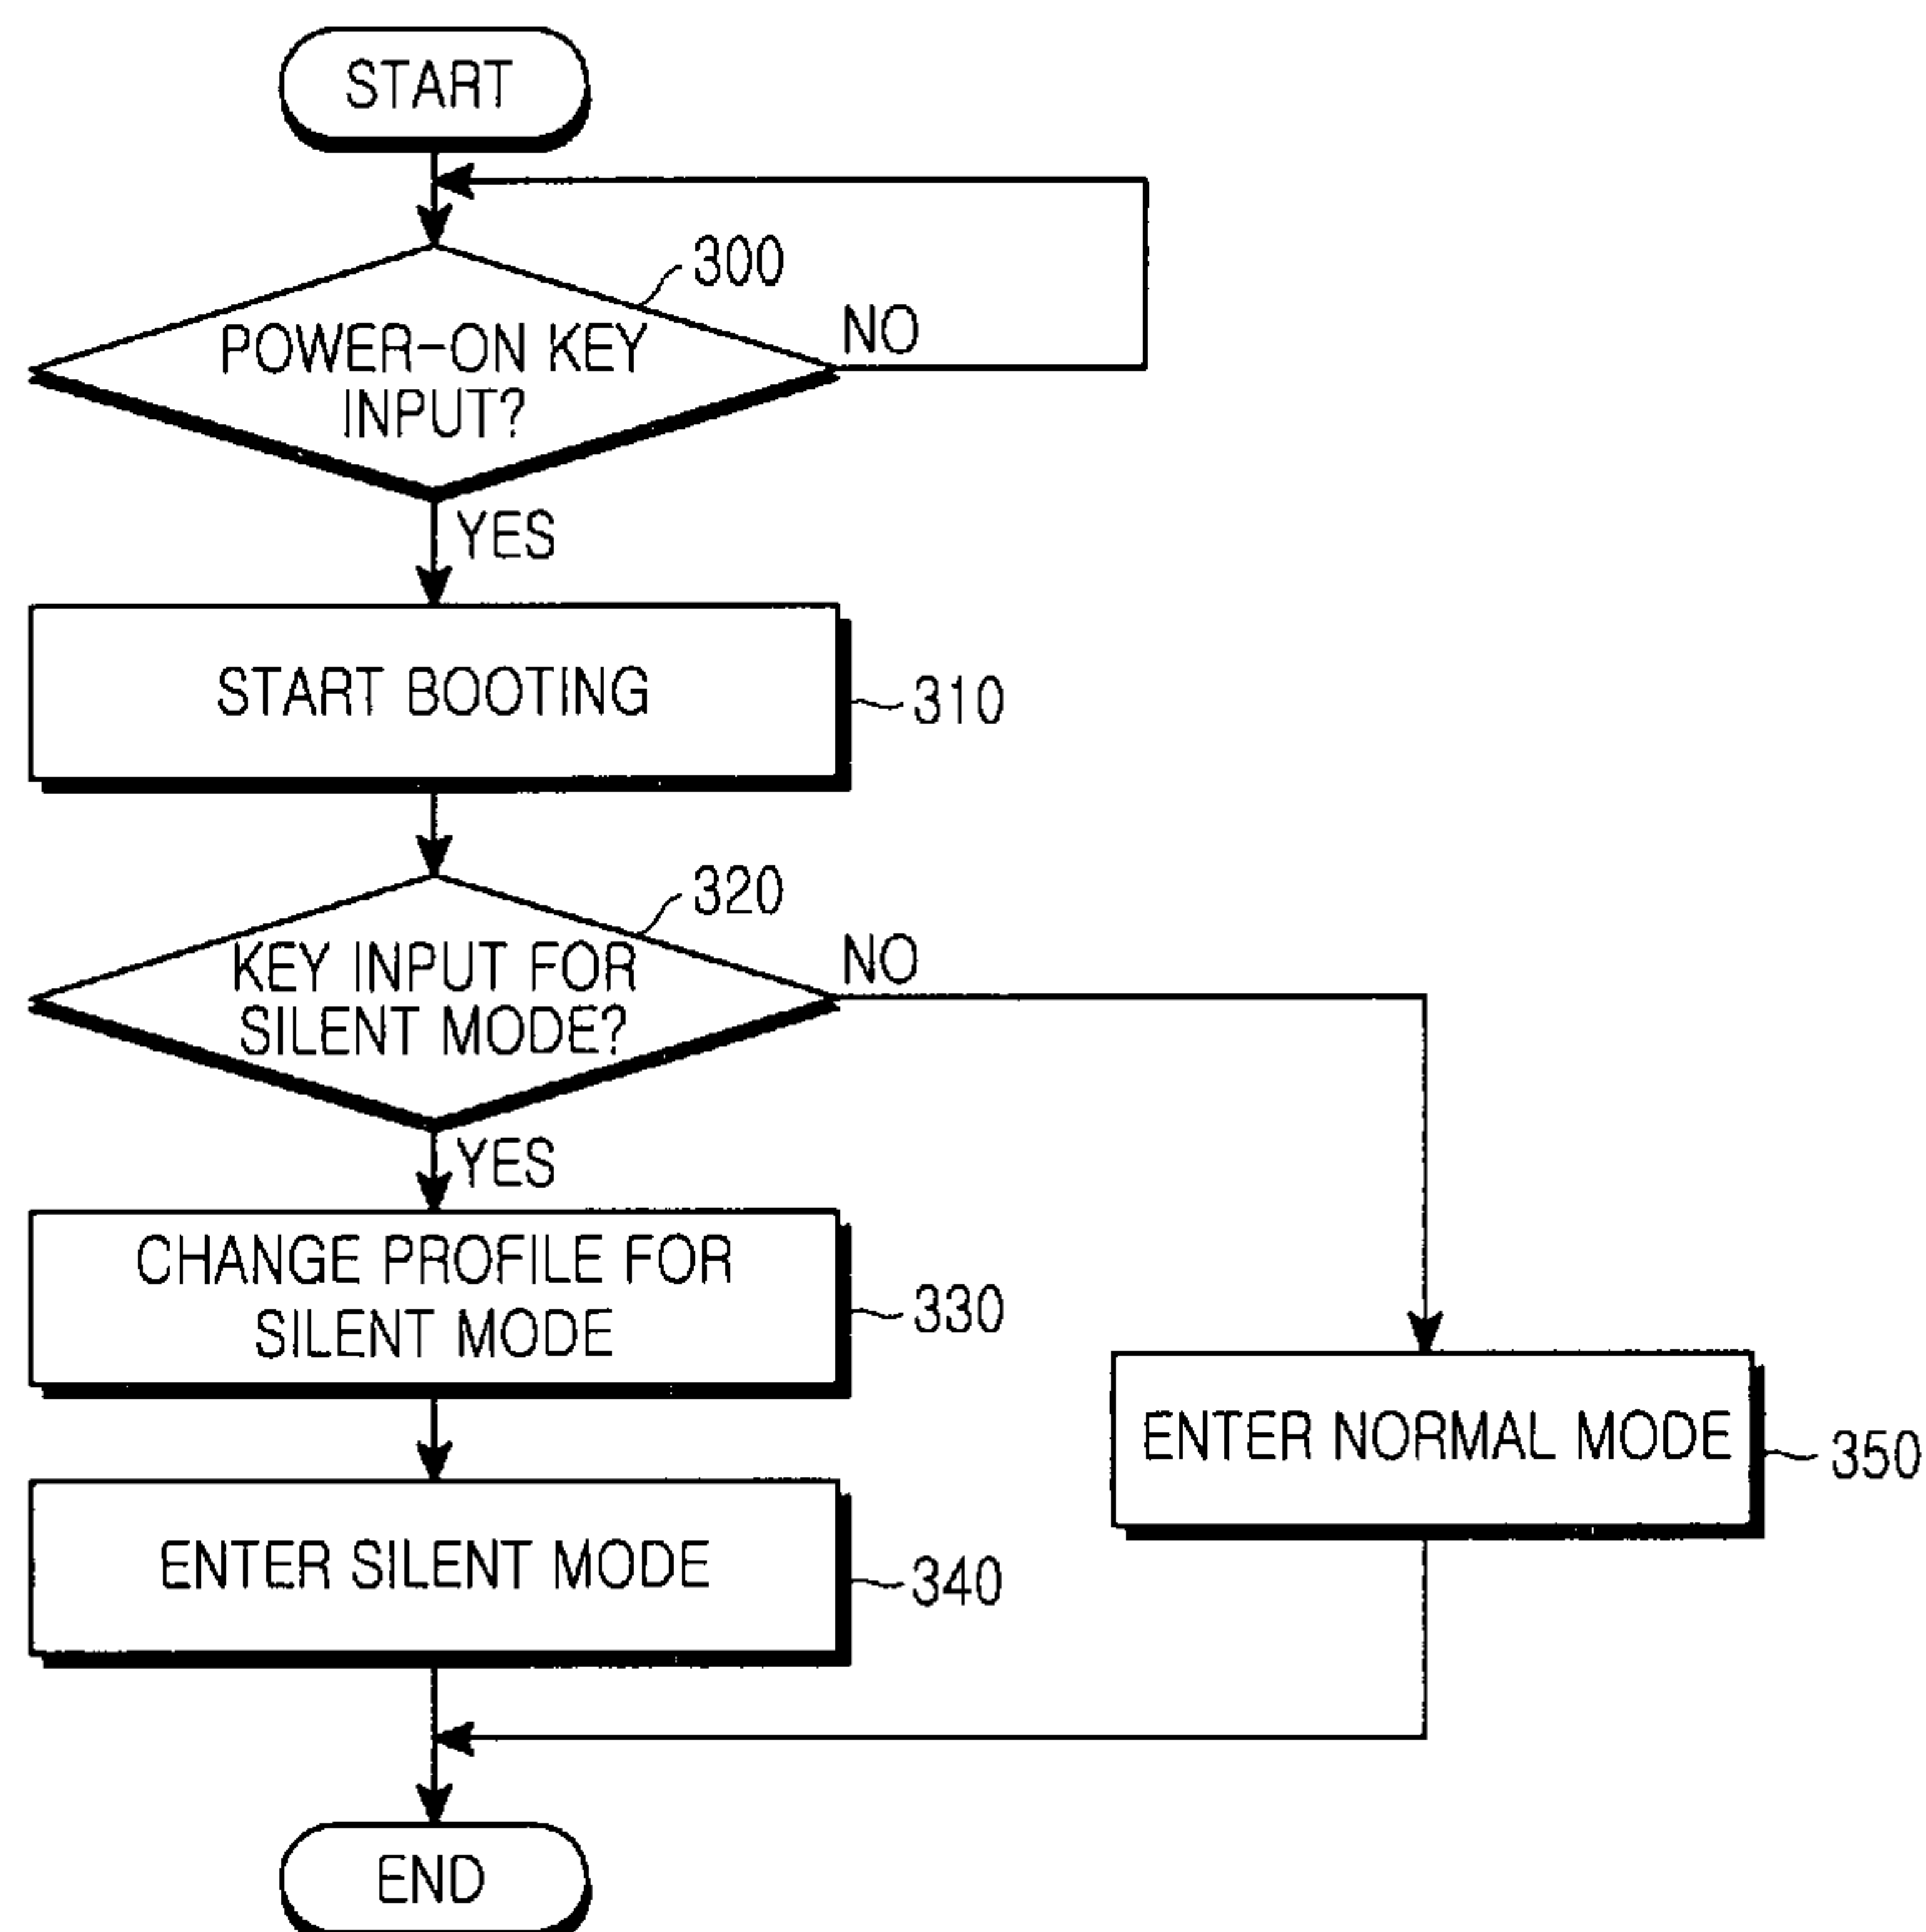 START
300
POWER-ON KEY
INPUT?
NO
YES
START BOOTING
310
320
KEY INPUT FOR
SILENT MODE?
NO
YES
CHANGE PROFILE FOR
SILENT MODE
330
ENTER NORMAL MODE
350
ENTER SILENT MODE
340
END